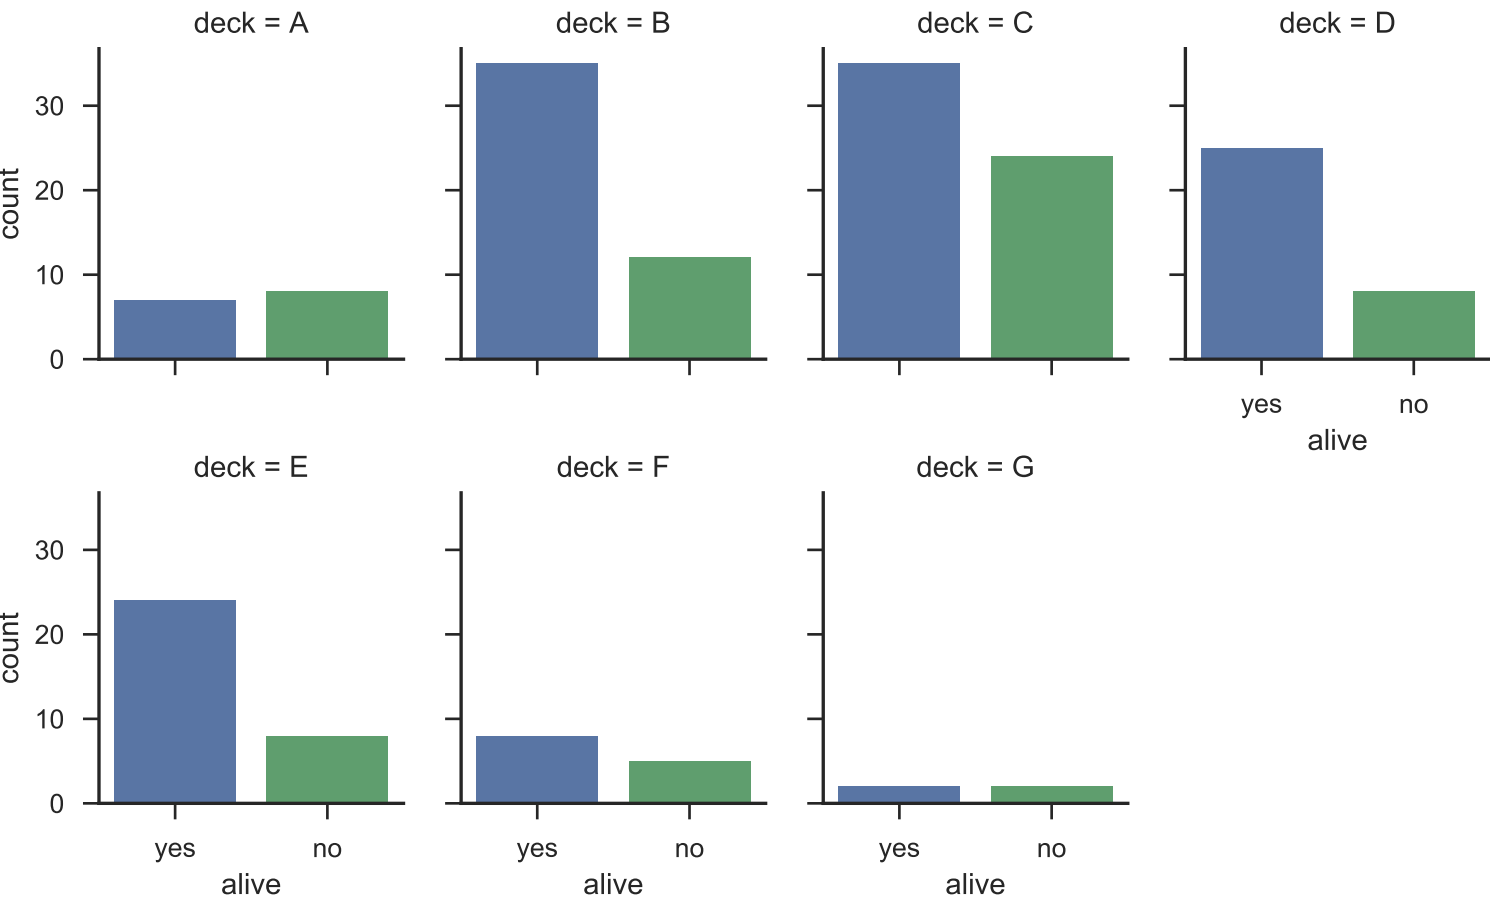 deck = A
deck = B
deck = C
deck = D
count
30
20
10
0
yes no
alive
deck = E
deck = F
deck = G
count
30
20
10
0
yes no
alive
yes no
alive
yes no
alive